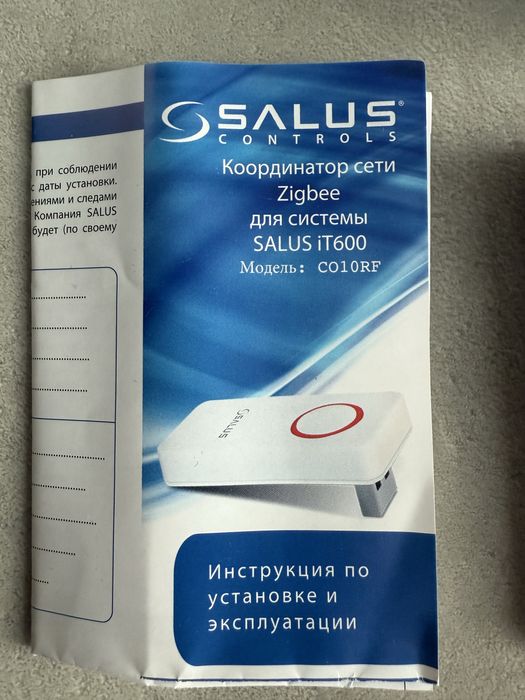 при соблюдении
с даты установки.
ениями и следами
Компания SALUS
будет (по своему
SALUS®
CONTROLS
Координатор сети
Zigbee
для системы
SALUS iT600
Модель: CO10RF
SALUS
Инструкция по
установке и
эксплуатации